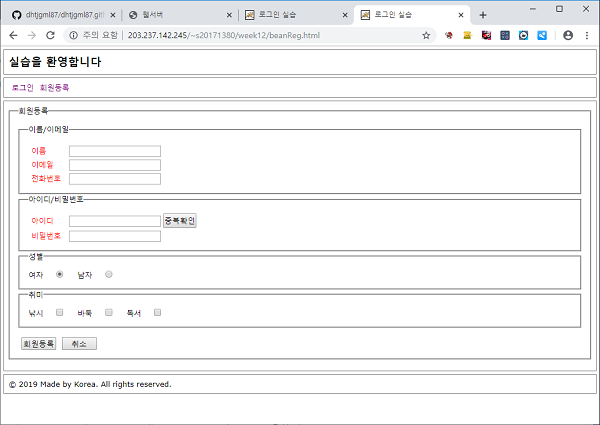 dhtjgml87/dhtjgml87.gitl
웹서버
로그인 실습
로그인 실습
주의 요함 | 203.237.142.245/~s20171380/week12/beanReg.html
실습을 환영합니다
로그인 회원등록
회원등록
이름/이메일
이름
이메일
전화번호
아이디/비밀번호
아이디 중복확인
비밀번호
성별
여자 남자
취미
낚시 바둑 독서
회원등록 취소
© 2019 Made by Korea. All rights reserved.